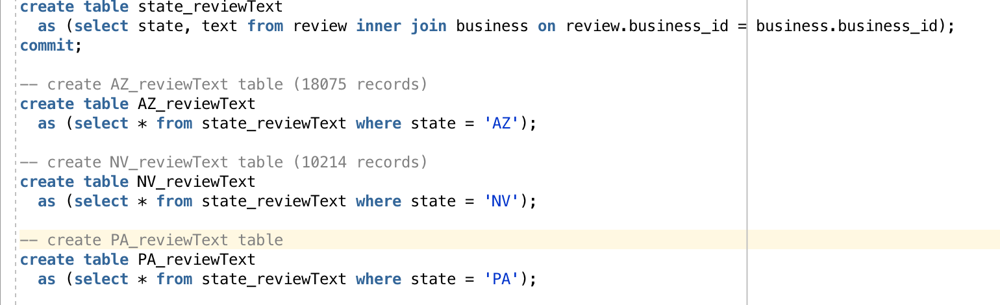 create table state_reviewText
as (select state, text from review inner join business on review.business_id = business.business_id);
commit;
-- create AZ_reviewText table (18075 records)
create table AZ_reviewText
as (select * from state_reviewText where state = 'AZ');
-- create NV_reviewText table (10214 records)
create table NV_reviewText
as (select * from state_reviewText where state = 'NV');
-- create PA_reviewText table
create table PA_reviewText
as (select * from state_reviewText where state = 'PA');